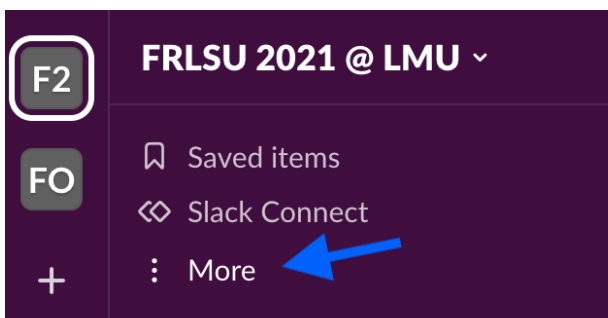 F2
FRLSU 2021 @ LMU
FO
Saved items
Slack Connect
More